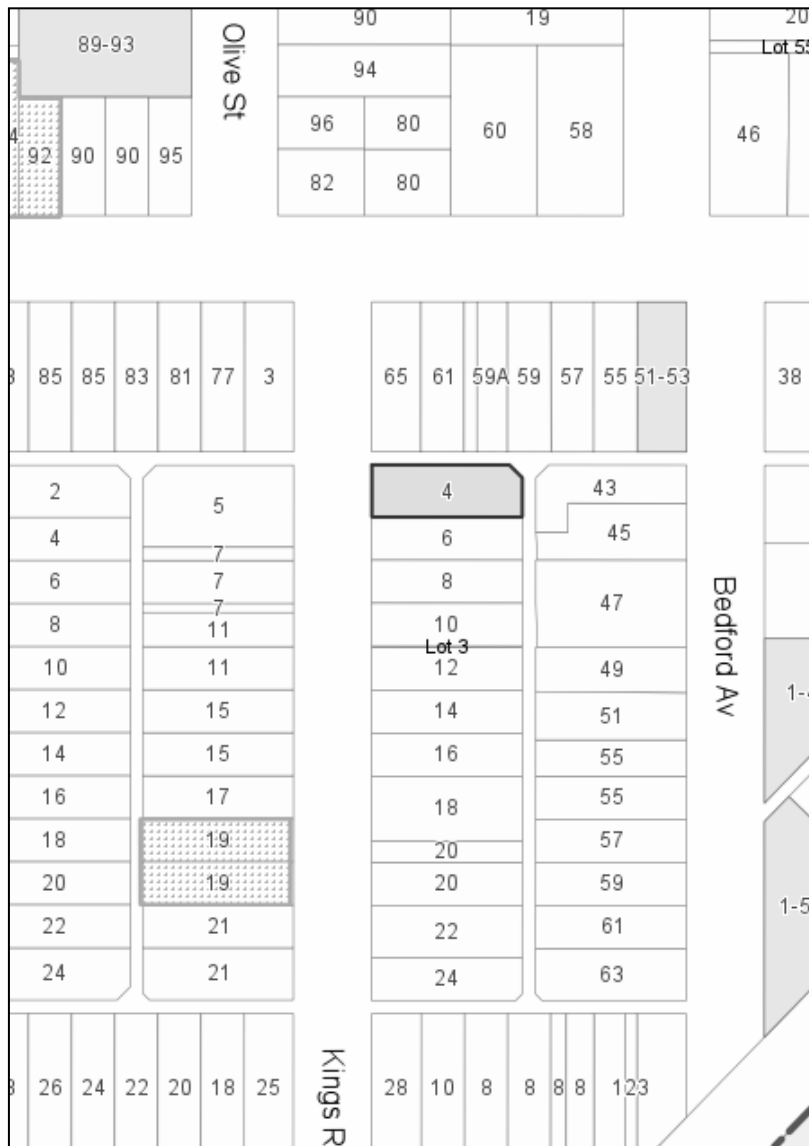 90 19 20
89-93 Olive St Lot 55
94
92 90 90 95 96 80 60 58 46
82 80
85 85 83 81 77 3 65 61 59A 59 57 55 51-53 38
2 5 4 43
4 7 6 45
6 7 8 47
8 7 10
11 Lot 3
10 11 12 49
12 15 14 51 Bedford Av
14 15 16 55
16 17 18 55
18 19 20 57
20 19 20 59
22 21 22 61
24 21 24 63
26 24 22 20 18 25 Kings R 28 10 8 8 8 8